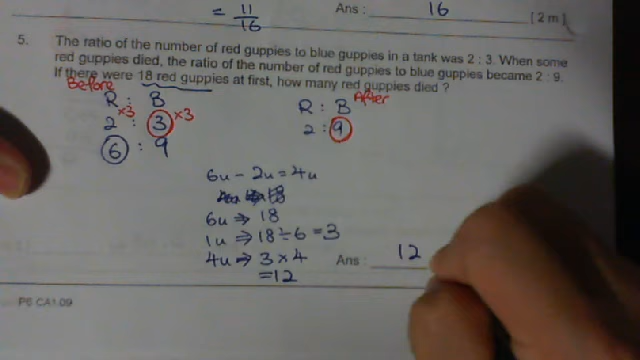 = 11/16
Ans : 16 [ 2 m ]
5. The ratio of the number of red guppies to blue guppies in a tank was 2 : 3. When some
red guppies died, the ratio of the number of red guppies to blue guppies became 2 : 9.
If there were 18 red guppies at first, how many red guppies died ?
Before
R : B
2 ×3 : 3 ×3
6 : 9
After
R : B
2 : 9
6u - 2u = 4u
6u ⇒ 18
1u ⇒ 18 ÷ 6 = 3
4u ⇒ 3 × 4
= 12
Ans : 12
P6 CA1 09